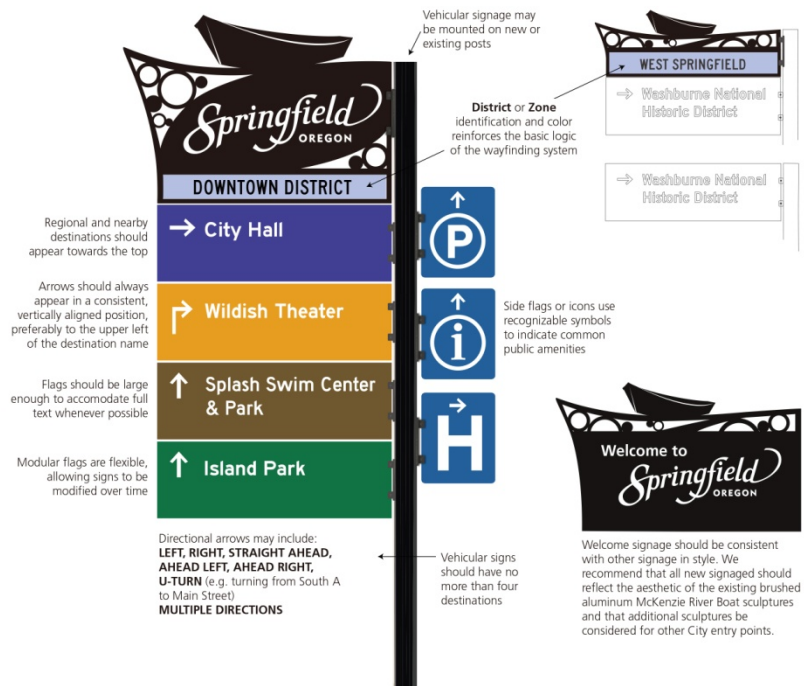 Vehicular signage may
be mounted on new or
existing posts
Springfield
OREGON
DOWNTOWN DISTRICT
District or Zone
identification and color
reinforces the basic logic
of the wayfinding system
WEST SPRINGFIELD
Washburne National
Historic District
Washburne National
Historic District
Regional and nearby
destinations should
appear towards the top
City Hall
P
Arrows should always
appear in a consistent,
vertically aligned position,
preferably to the upper left
of the destination name
Wildish Theater
i
Side flags or icons use
recognizable symbols
to indicate common
public amenities
Flags should be large
enough to accomodate full
text whenever possible
Splash Swim Center
& Park
H
Modular flags are flexible,
allowing signs to be
modified over time
Island Park
Welcome to
Springfield
OREGON
Directional arrows may include:
LEFT, RIGHT, STRAIGHT AHEAD,
AHEAD LEFT, AHEAD RIGHT,
U-TURN (e.g. turning from South A
to Main Street)
MULTIPLE DIRECTIONS
Vehicular signs
should have no
more than four
destinations
Welcome signage should be consistent
with other signage in style. We
recommend that all new signaged should
reflect the aesthetic of the existing brushed
aluminum McKenzie River Boat sculptures
and that additional sculptures be
considered for other City entry points.